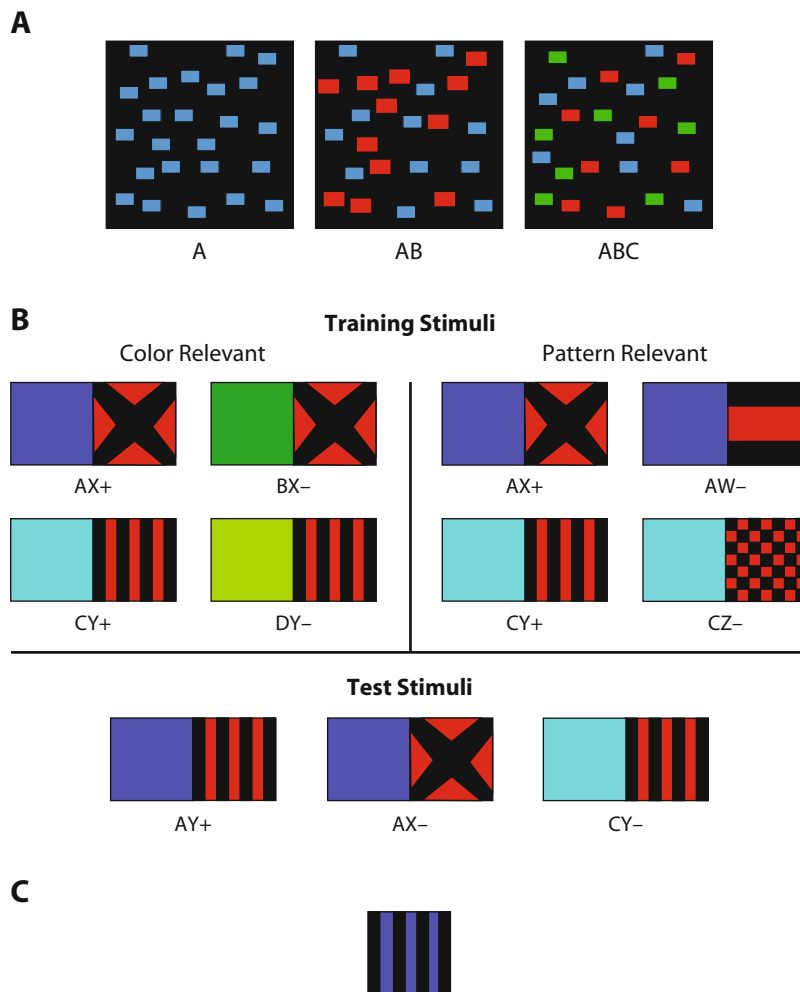 A
A AB ABC
B
Training Stimuli
Color Relevant Pattern Relevant
AX+ BX– AX+ AW–
CY+ DY– CY+ CZ–
Test Stimuli
AY+ AX– CY–
C